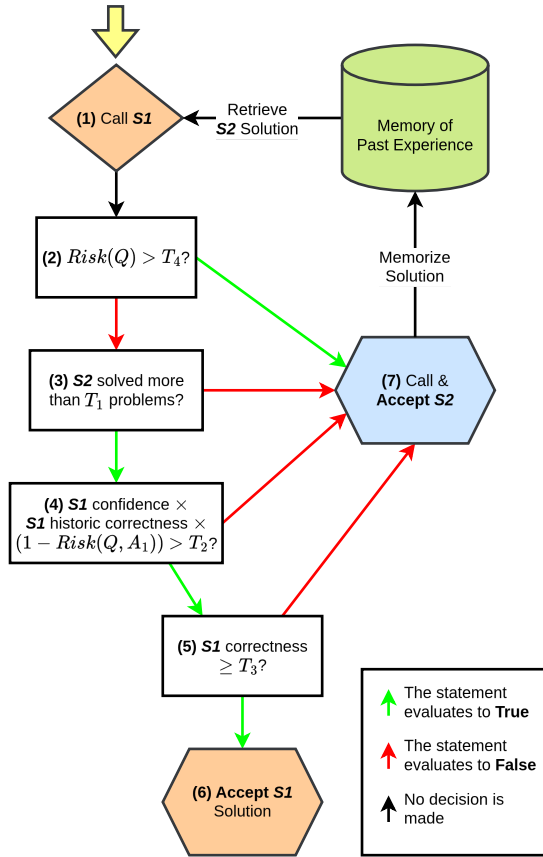 (1) Call S1
Retrieve
S2 Solution
Memory of
Past Experience
(2) Risk(Q) > T₄?
Memorize
Solution
(3) S2 solved more
than T₁ problems?
(7) Call &
Accept S2
(4) S1 confidence ×
S1 historic correctness ×
(1 − Risk(Q, A₁)) > T₂?
(5) S1 correctness
≥ T₃?
(6) Accept S1
Solution
The statement
evaluates to True
The statement
evaluates to False
No decision is
made